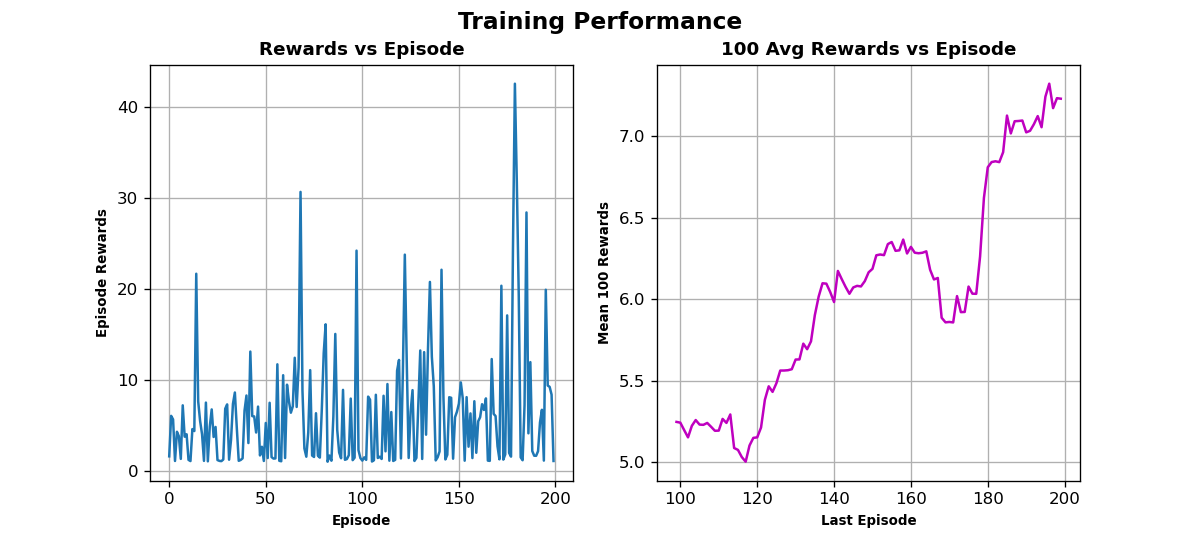 Training Performance
Rewards vs Episode
100 Avg Rewards vs Episode
Episode Rewards
40
30
20
10
0
0 50 100 150 200
Episode
Mean 100 Rewards
7.0
6.5
6.0
5.5
5.0
100 120 140 160 180 200
Last Episode